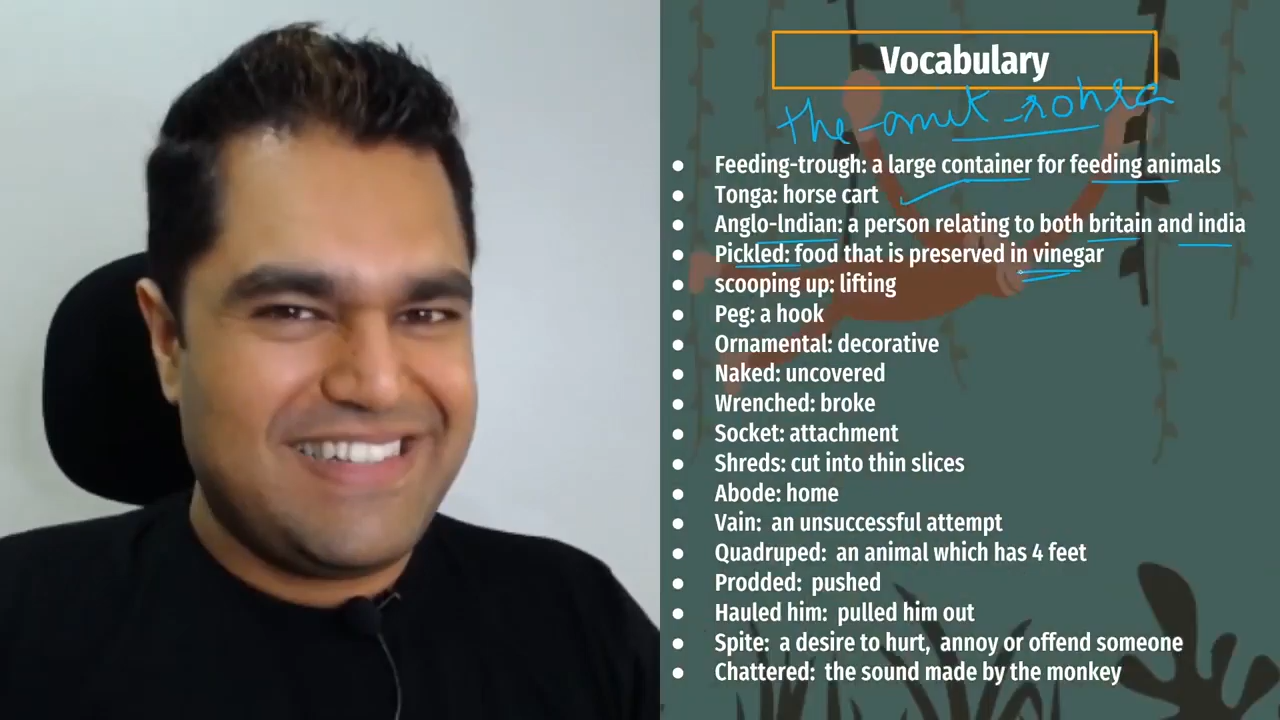 Vocabulary
the-amit-rohra
● Feeding-trough: a large container for feeding animals
● Tonga: horse cart
● Anglo-Indian: a person relating to both britain and india
● Pickled: food that is preserved in vinegar
● scooping up: lifting
● Peg: a hook
● Ornamental: decorative
● Naked: uncovered
● Wrenched: broke
● Socket: attachment
● Shreds: cut into thin slices
● Abode: home
● Vain: an unsuccessful attempt
● Quadruped: an animal which has 4 feet
● Prodded: pushed
● Hauled him: pulled him out
● Spite: a desire to hurt, annoy or offend someone
● Chattered: the sound made by the monkey